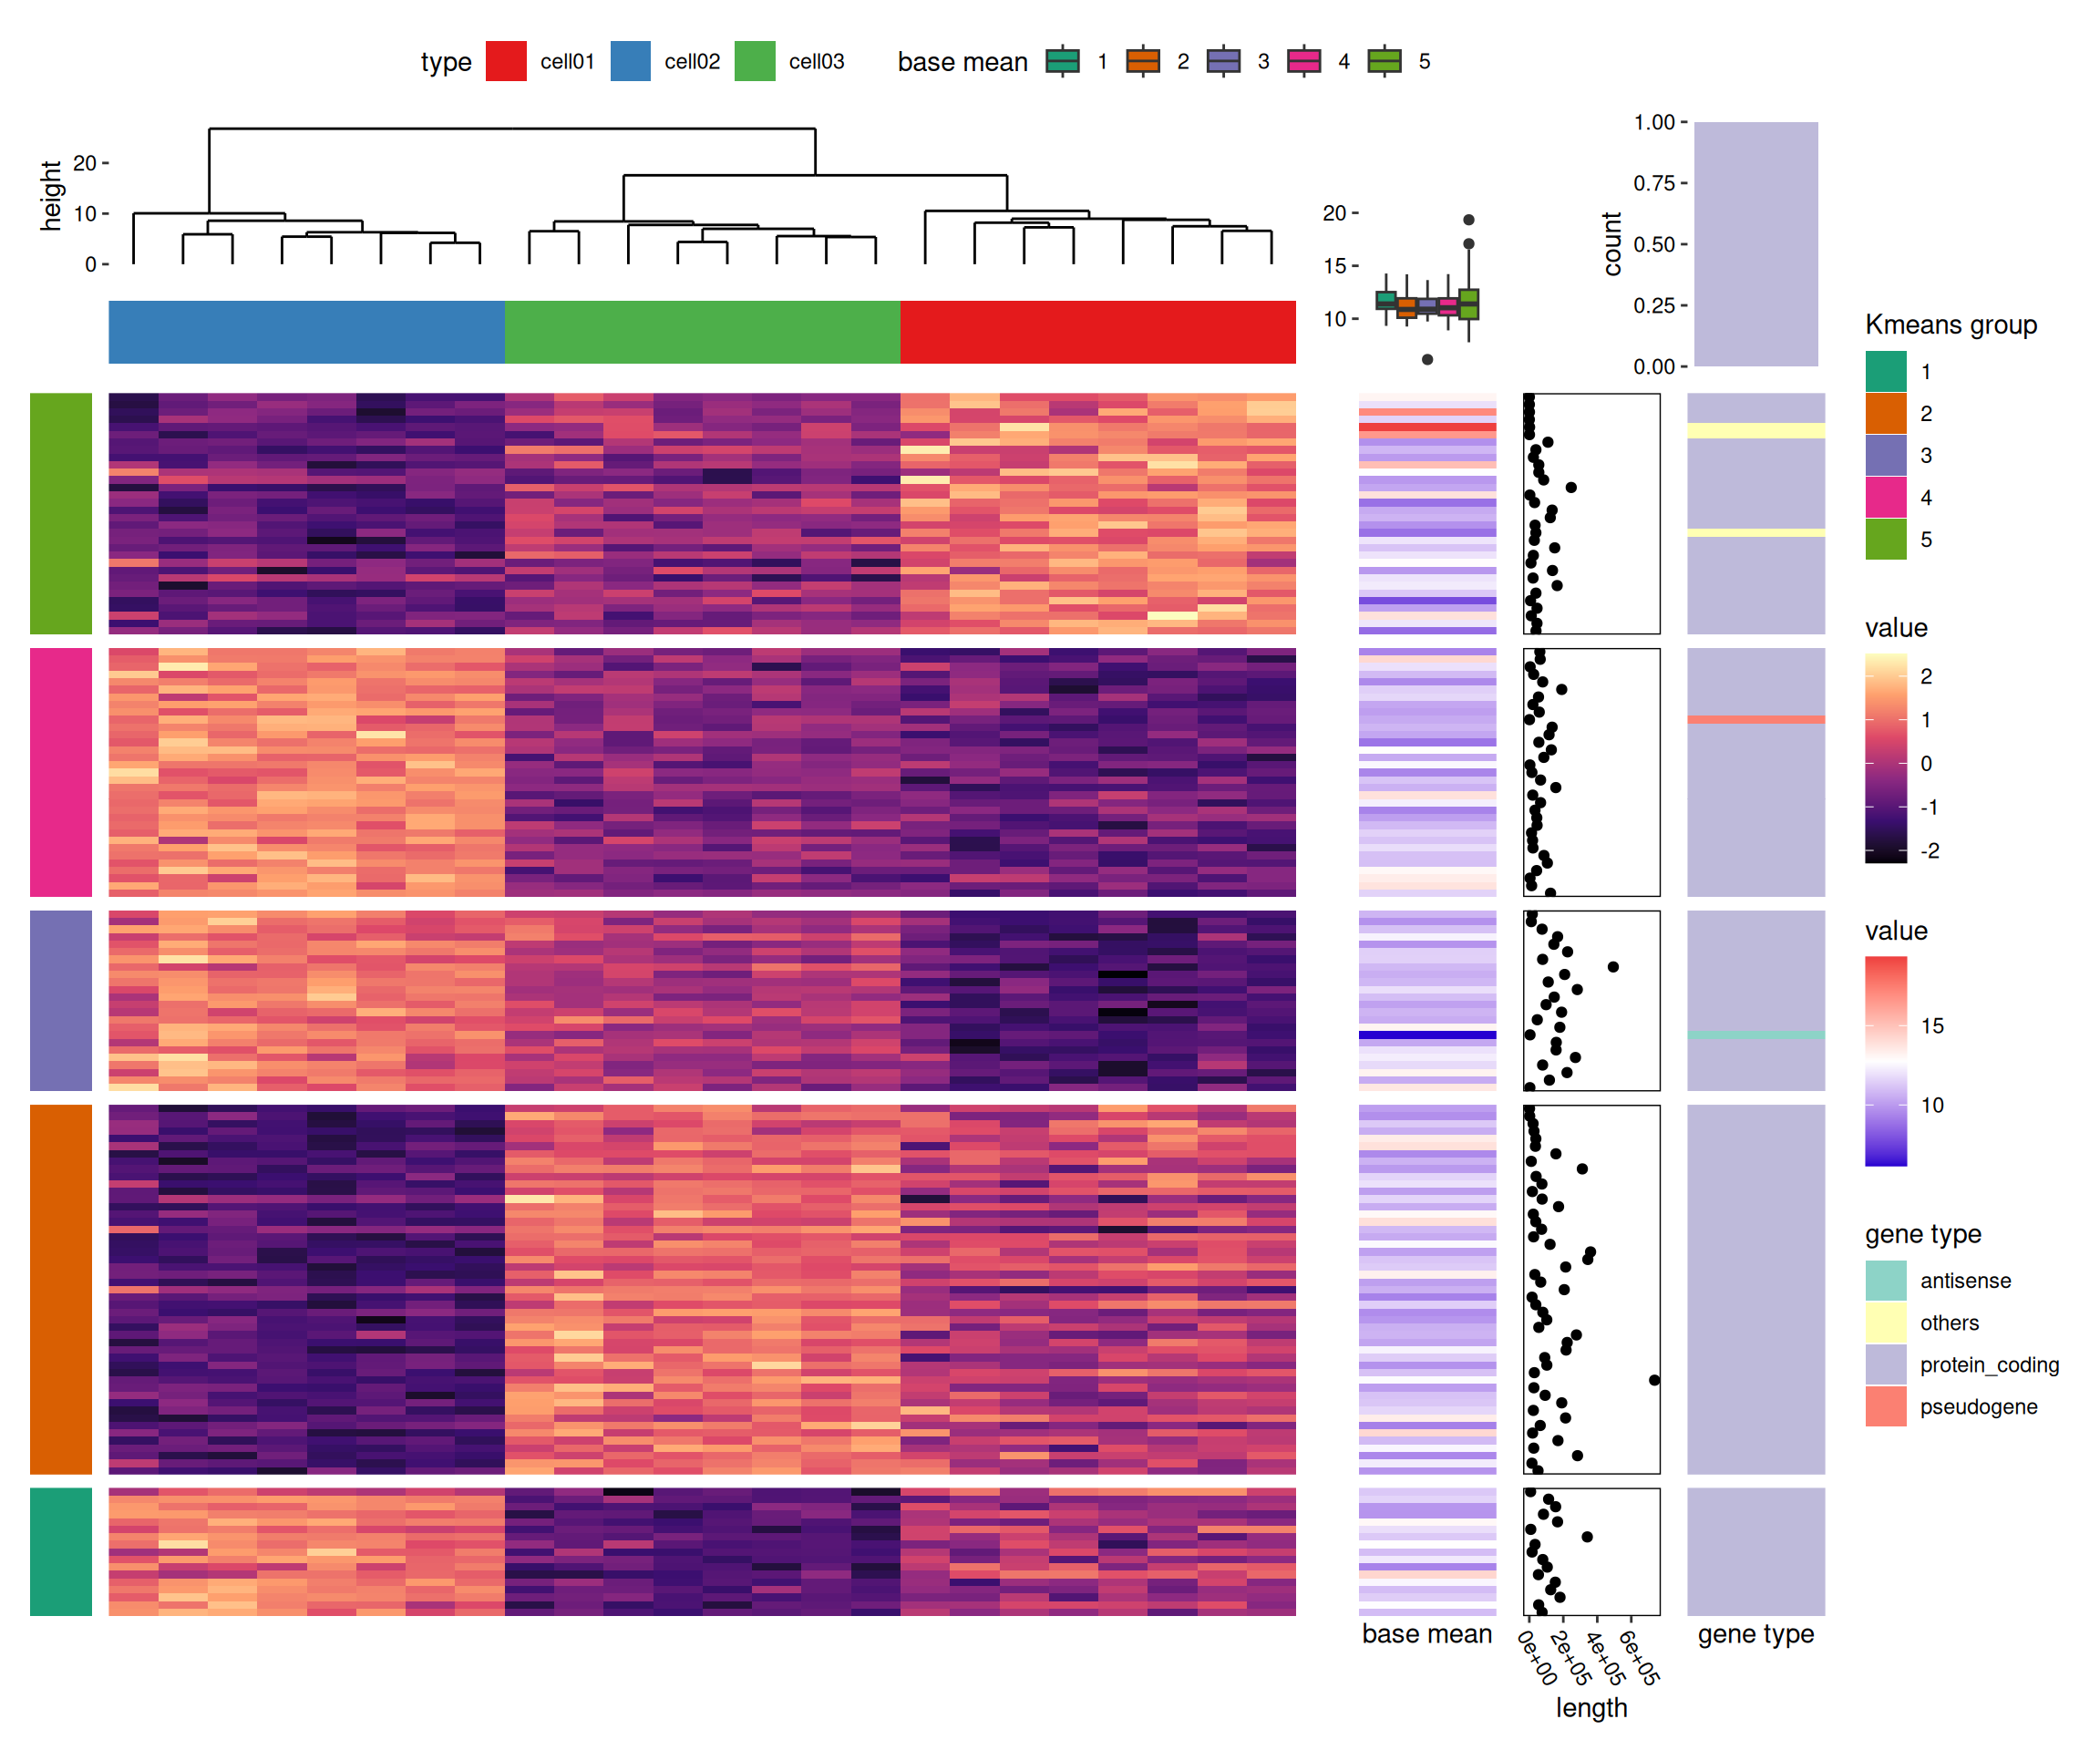 type cell01 cell02 cell03 base mean 1 2 3 4 5
height
20
10
0
20
15
10
count
1.00
0.75
0.50
0.25
0.00
Kmeans group
1
2
3
4
5
value
2
1
0
-1
-2
value
15
10
gene type
antisense
others
protein_coding
pseudogene
base mean
0e+00
2e+05
4e+05
6e+05
length
gene type